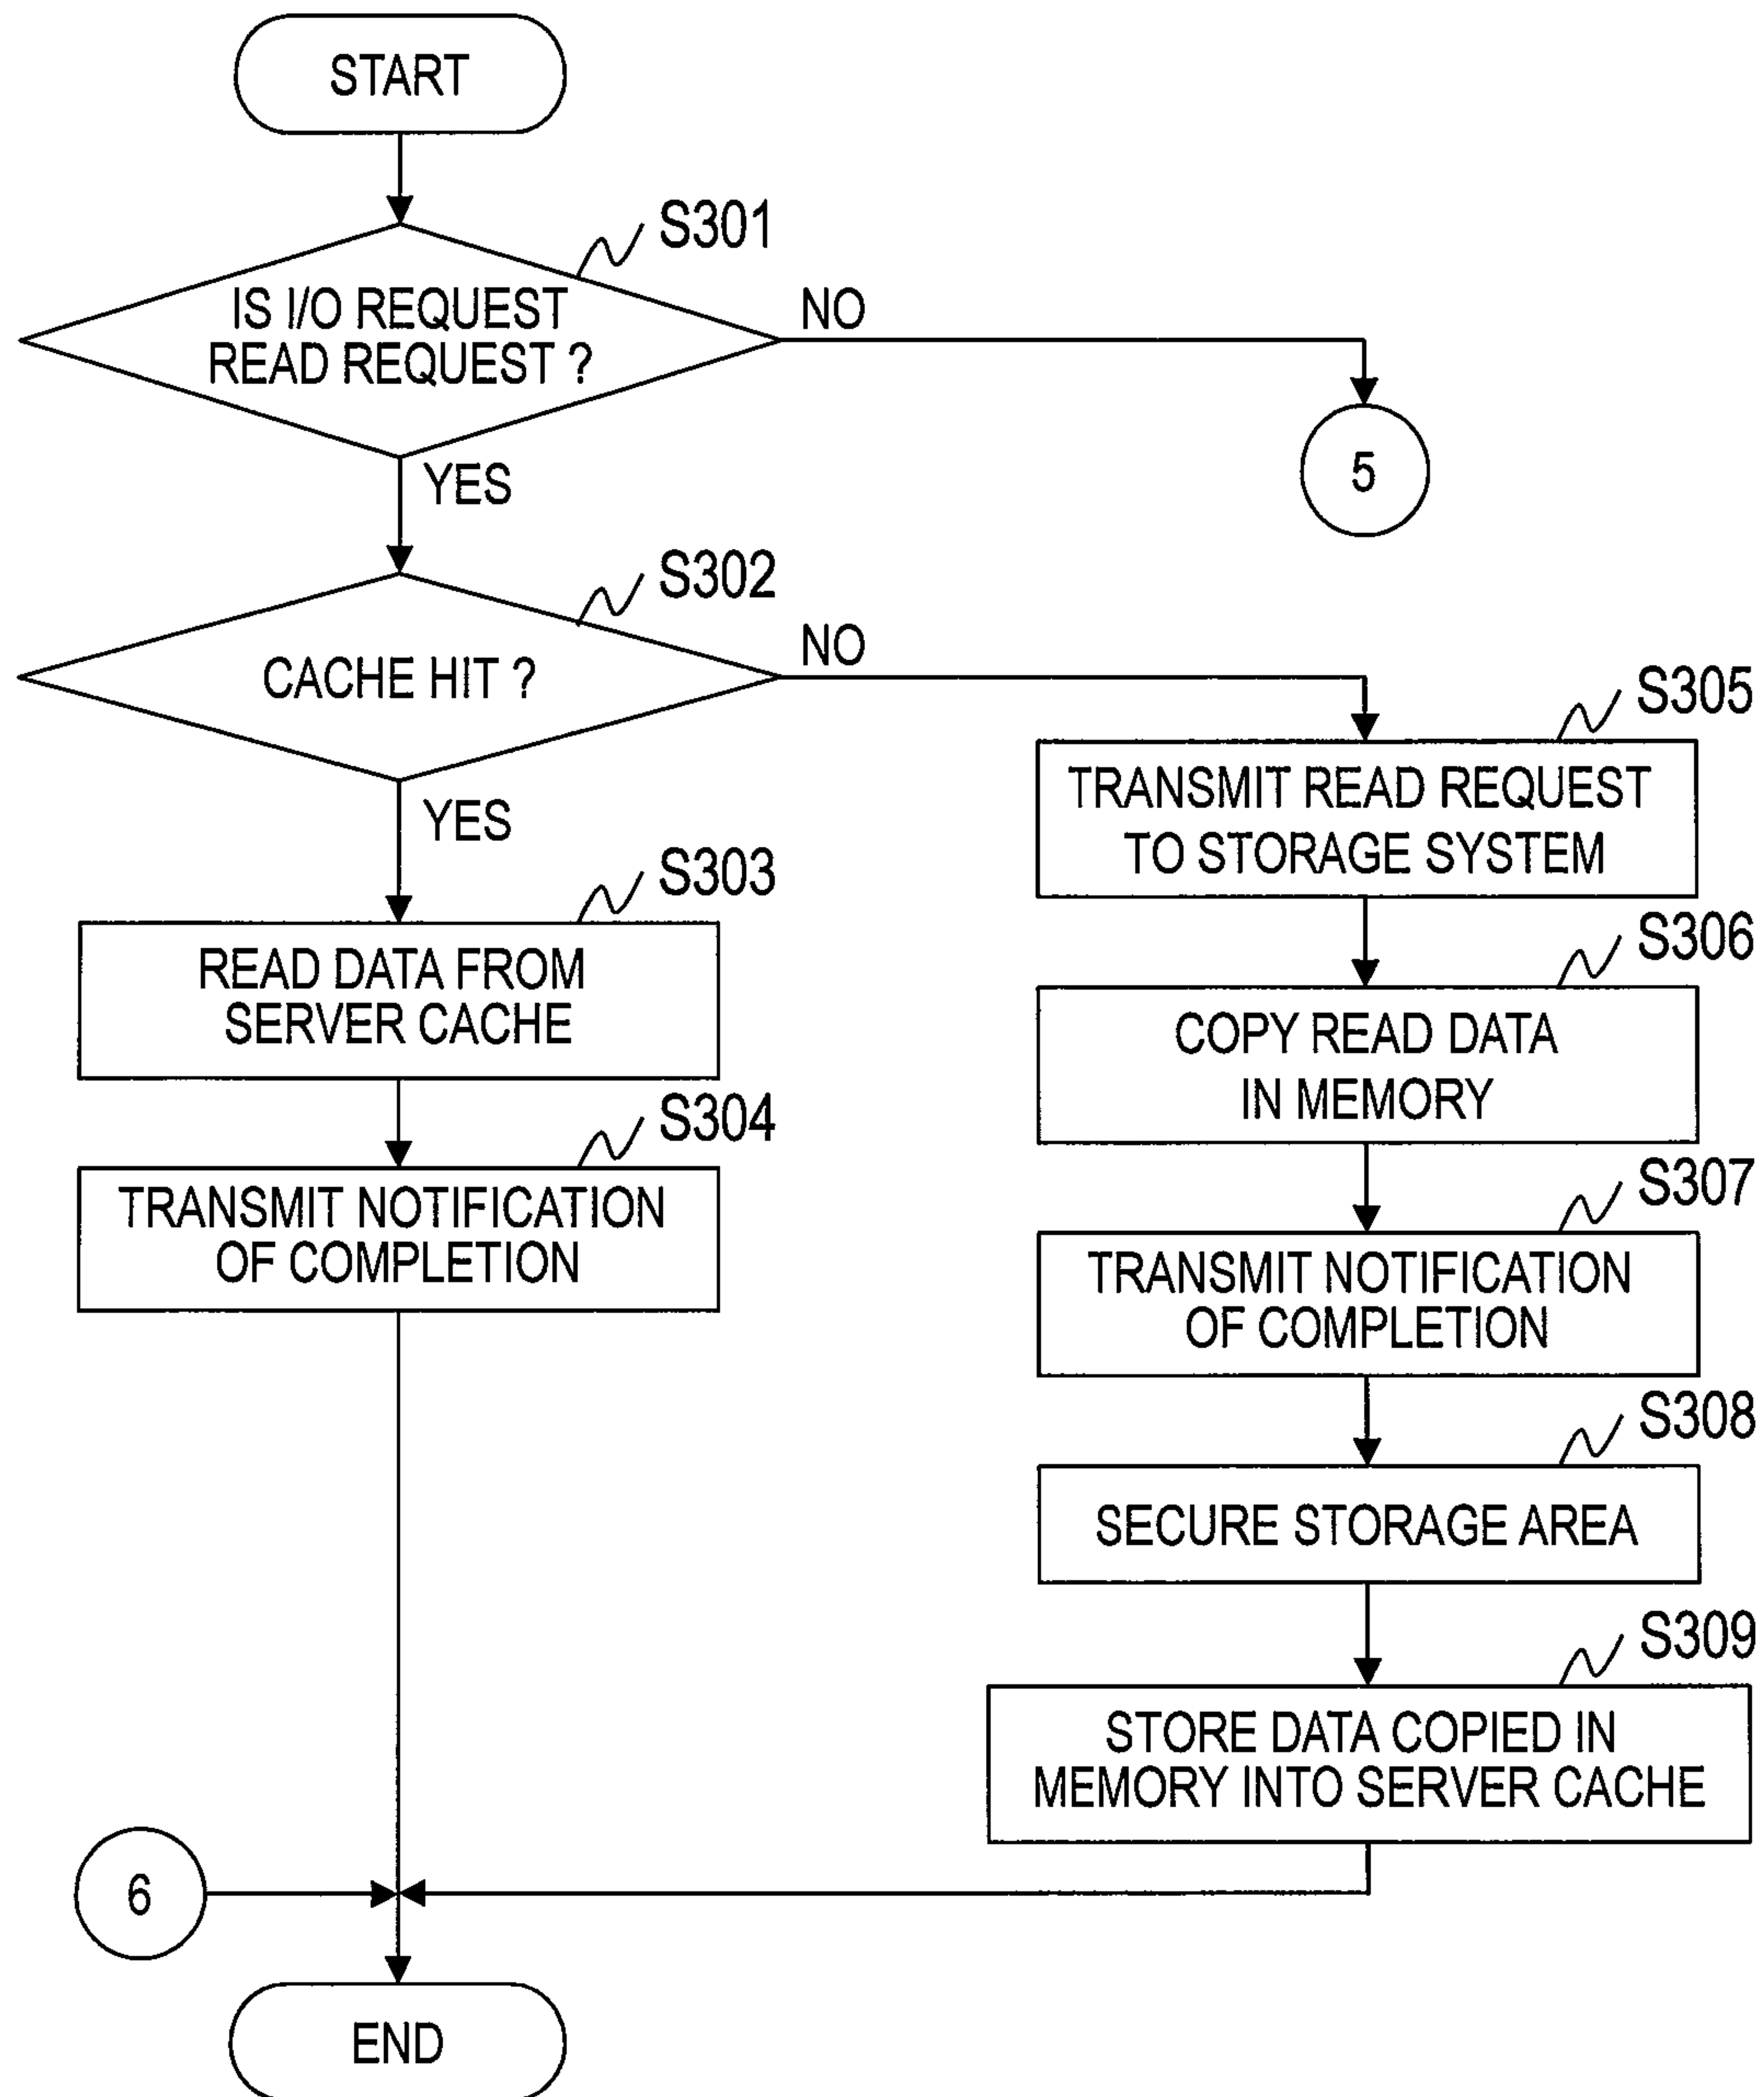 START
S301
IS I/O REQUEST
READ REQUEST ?
NO
YES
5
S302
CACHE HIT ?
NO
YES
S305
TRANSMIT READ REQUEST
TO STORAGE SYSTEM
S303
READ DATA FROM
SERVER CACHE
S306
COPY READ DATA
IN MEMORY
S304
TRANSMIT NOTIFICATION
OF COMPLETION
S307
TRANSMIT NOTIFICATION
OF COMPLETION
S308
SECURE STORAGE AREA
S309
STORE DATA COPIED IN
MEMORY INTO SERVER CACHE
6
END